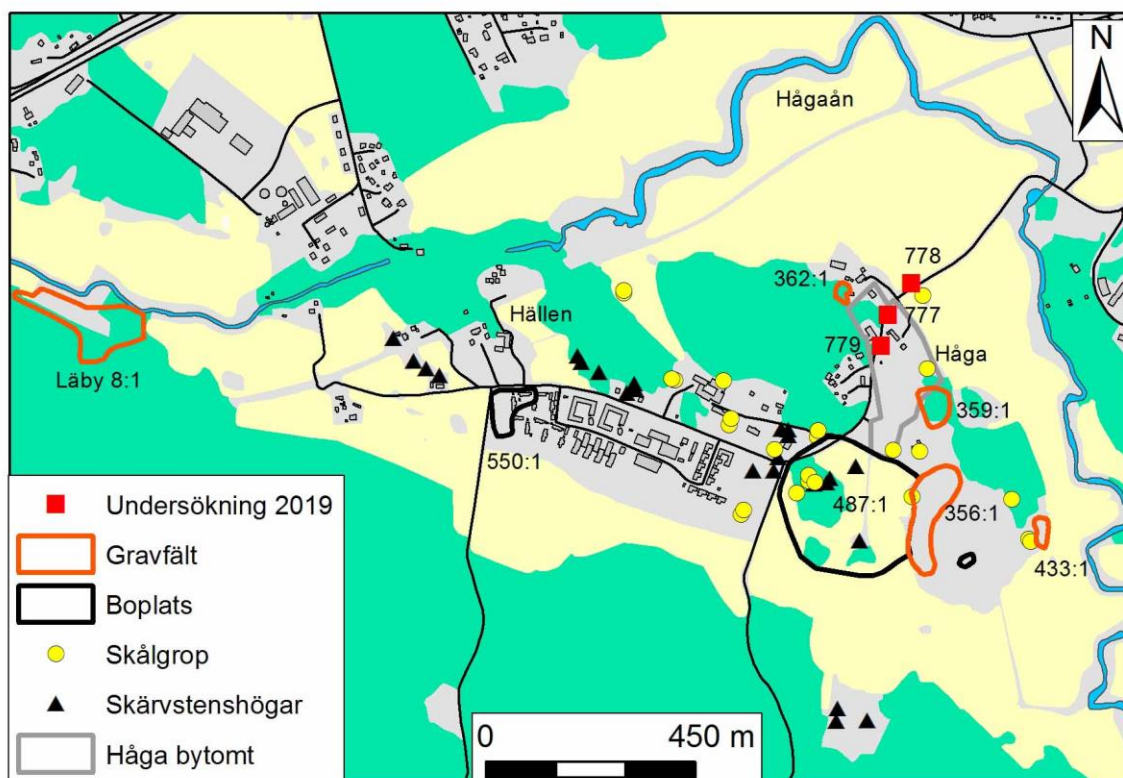 N
Hågaån
778
362:1
777
Hällen
779
Håga
Läby 8:1
359:1
550:1
487:1
356:1
433:1
Undersökning 2019
Gravfält
Boplats
Skålgrop
Skärvstenshögar
Håga bytomt
0 450 m